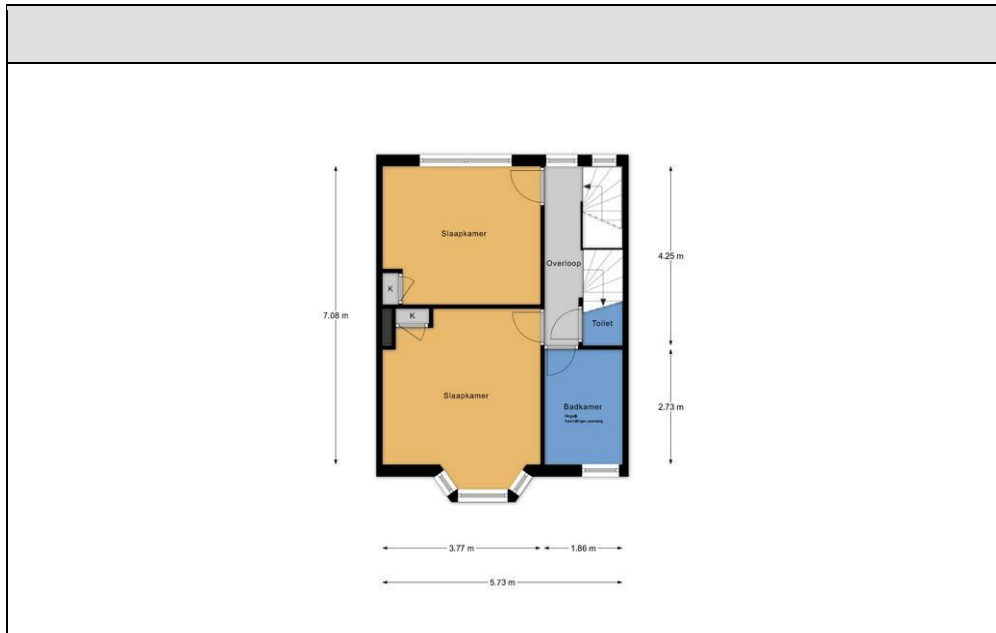 Slaapkamer
Overloop
4.25 m
K
7.08 m
K
Toilet
Slaapkamer
Badkamer
2.73 m
3.77 m
1.86 m
5.73 m